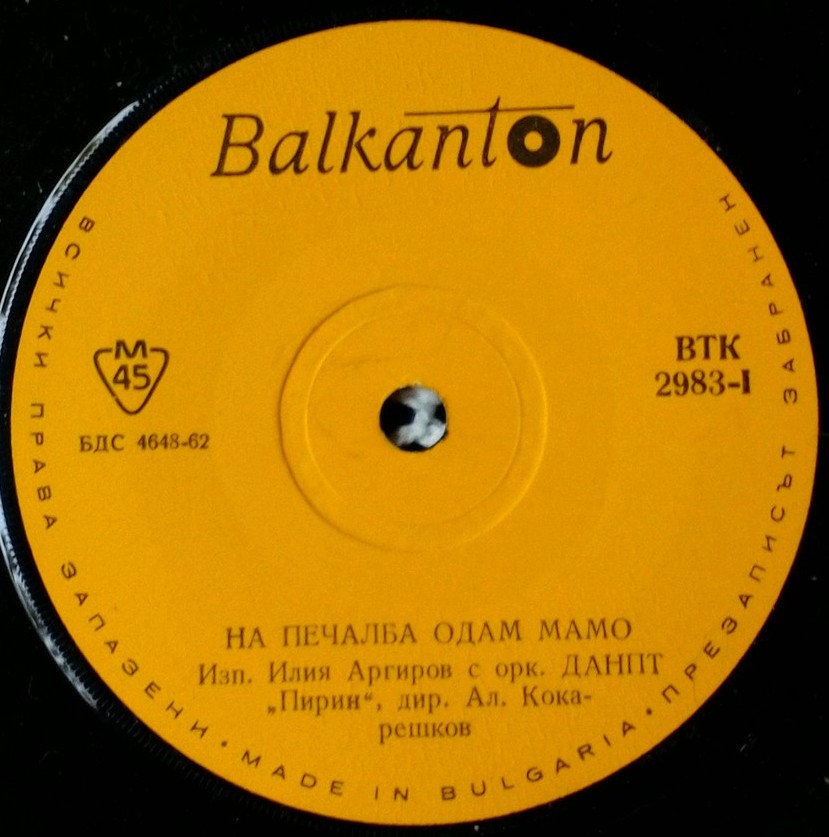 Balkanton
М
45
БДС 4648-62
ВТК
2983-I
НА ПЕЧАЛБА ОДАМ МАМО
Изп. Илия Аргиров с орк. ДАНПТ
„Пирин“, дир. Ал. Кока-
решков
ВСИЧКИ ПРАВА ЗАПАЗЕНИ • MADE IN BULGARIA • ПРЕЗАПИСЪТ ЗАБРАНЕН